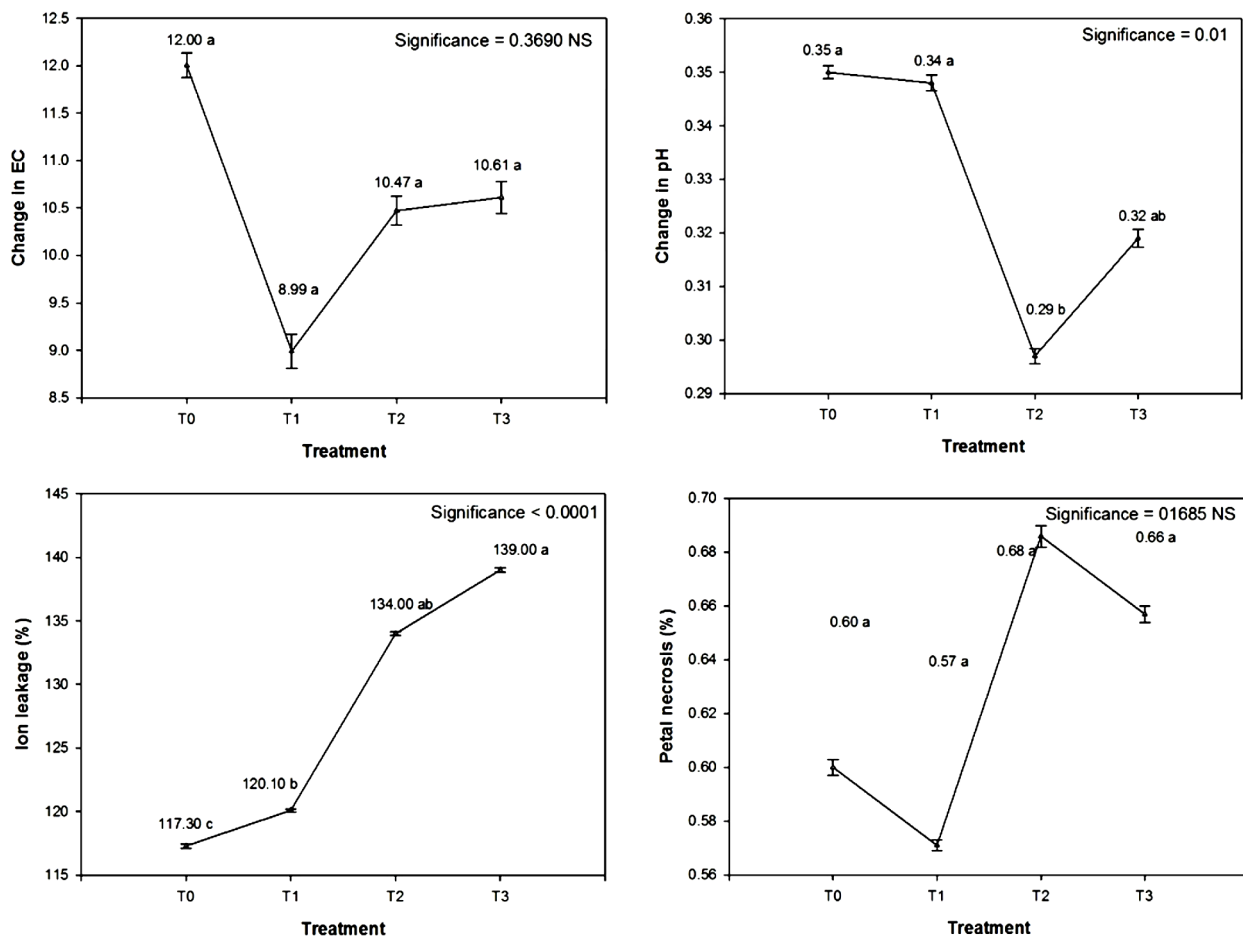 12.5
12.0
11.5
11.0
10.5
10.0
9.5
9.0
8.5
Change in EC
12.00 a
8.99 a
10.47 a
10.61 a
Significance = 0.3690 NS
T0 T1 T2 T3
Treatment
0.36
0.35
0.34
0.33
0.32
0.31
0.30
0.29
Change in pH
0.35 a
0.34 a
0.29 b
0.32 ab
Significance = 0.01
T0 T1 T2 T3
Treatment
145
140
135
130
125
120
115
Ion leakage (%)
117.30 c
120.10 b
134.00 ab
139.00 a
Significance < 0.0001
T0 T1 T2 T3
Treatment
0.70
0.68
0.66
0.64
0.62
0.60
0.58
0.56
Petal necrosis (%)
0.60 a
0.57 a
0.68 a
0.66 a
Significance = 01685 NS
T0 T1 T2 T3
Treatment